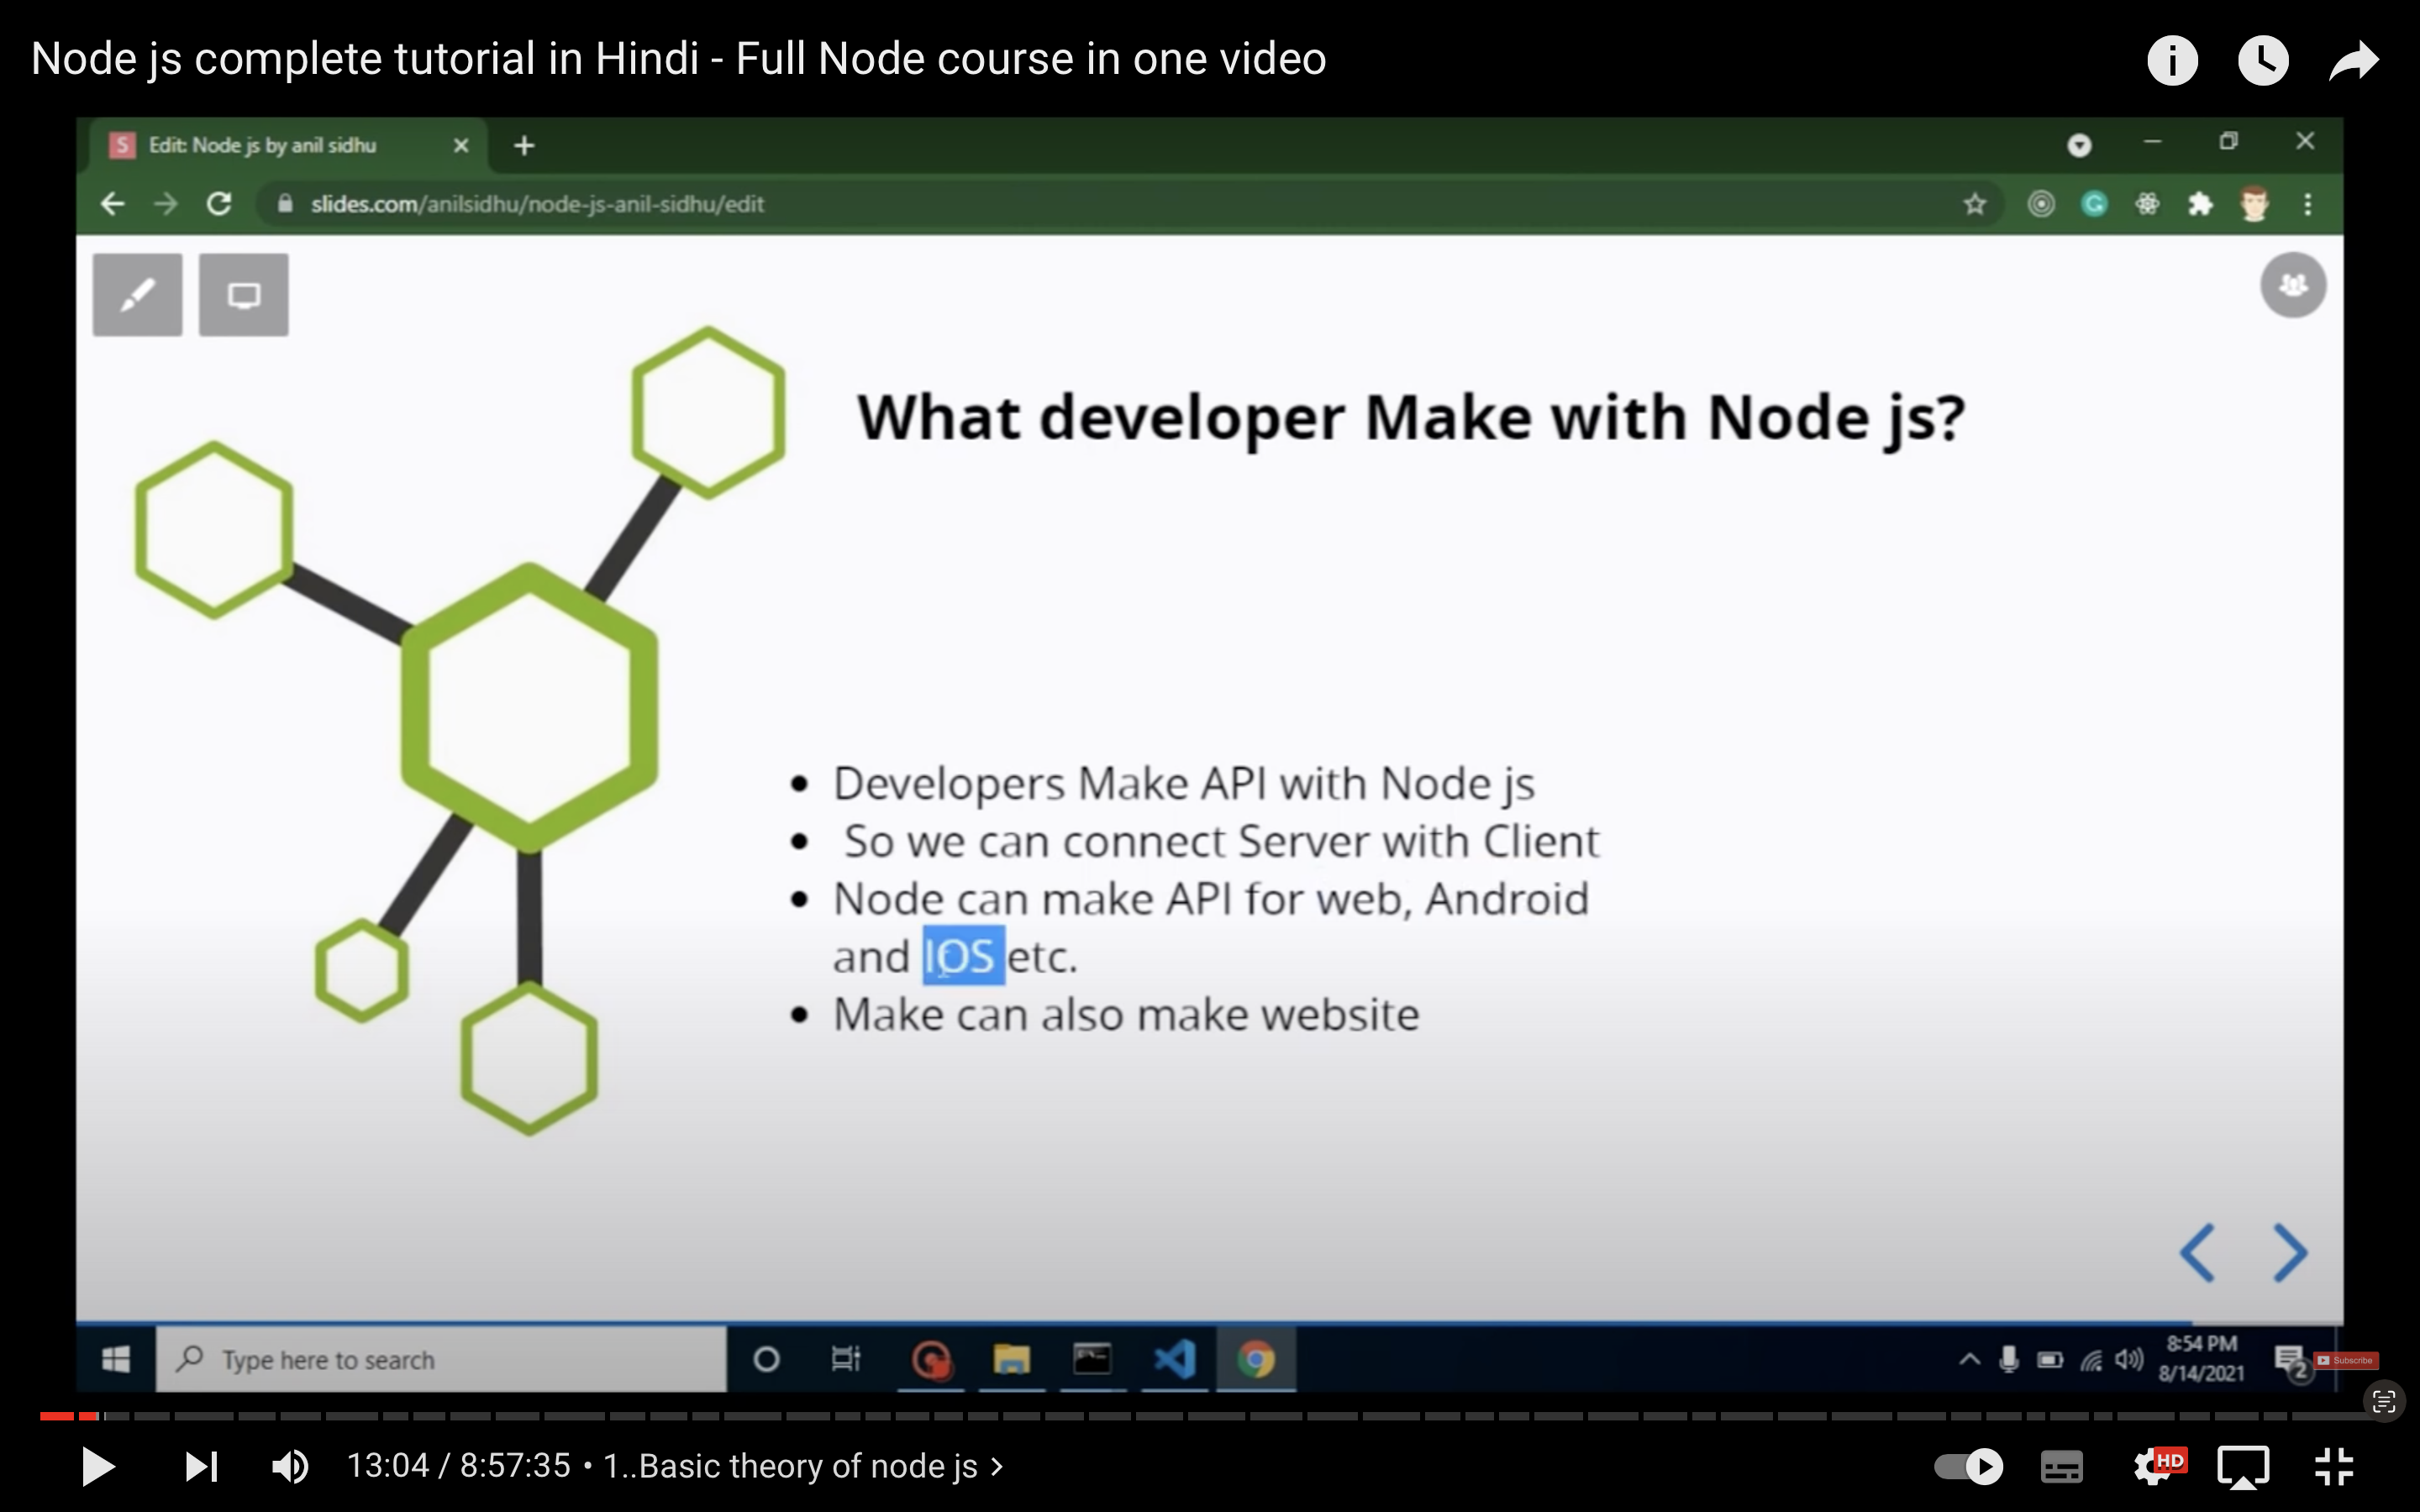 Node js complete tutorial in Hindi - Full Node course in one video
S Edit: Node js by anil sidhu
slides.com/anilsidhu/node-js-anil-sidhu/edit
What developer Make with Node js?
• Developers Make API with Node js
• So we can connect Server with Client
• Node can make API for web, Android
and IOS etc.
• Make can also make website
Type here to search
8:54 PM
8/14/2021
2
Subscribe
13:04 / 8:57:35 • 1..Basic theory of node js >
HD